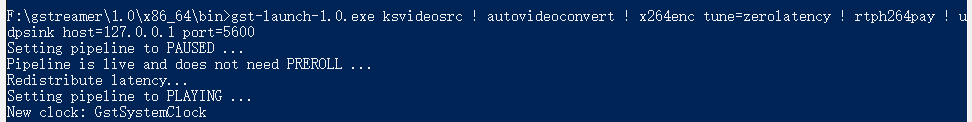 F:\gstreamer\1.0\x86_64\bin>gst-launch-1.0.exe ksvideosrc ! autovideoconvert ! x264enc tune=zerolatency ! rtph264pay ! u
dpsink host=127.0.0.1 port=5600
Setting pipeline to PAUSED ...
Pipeline is live and does not need PREROLL ...
Redistribute latency...
Setting pipeline to PLAYING ...
New clock: GstSystemClock